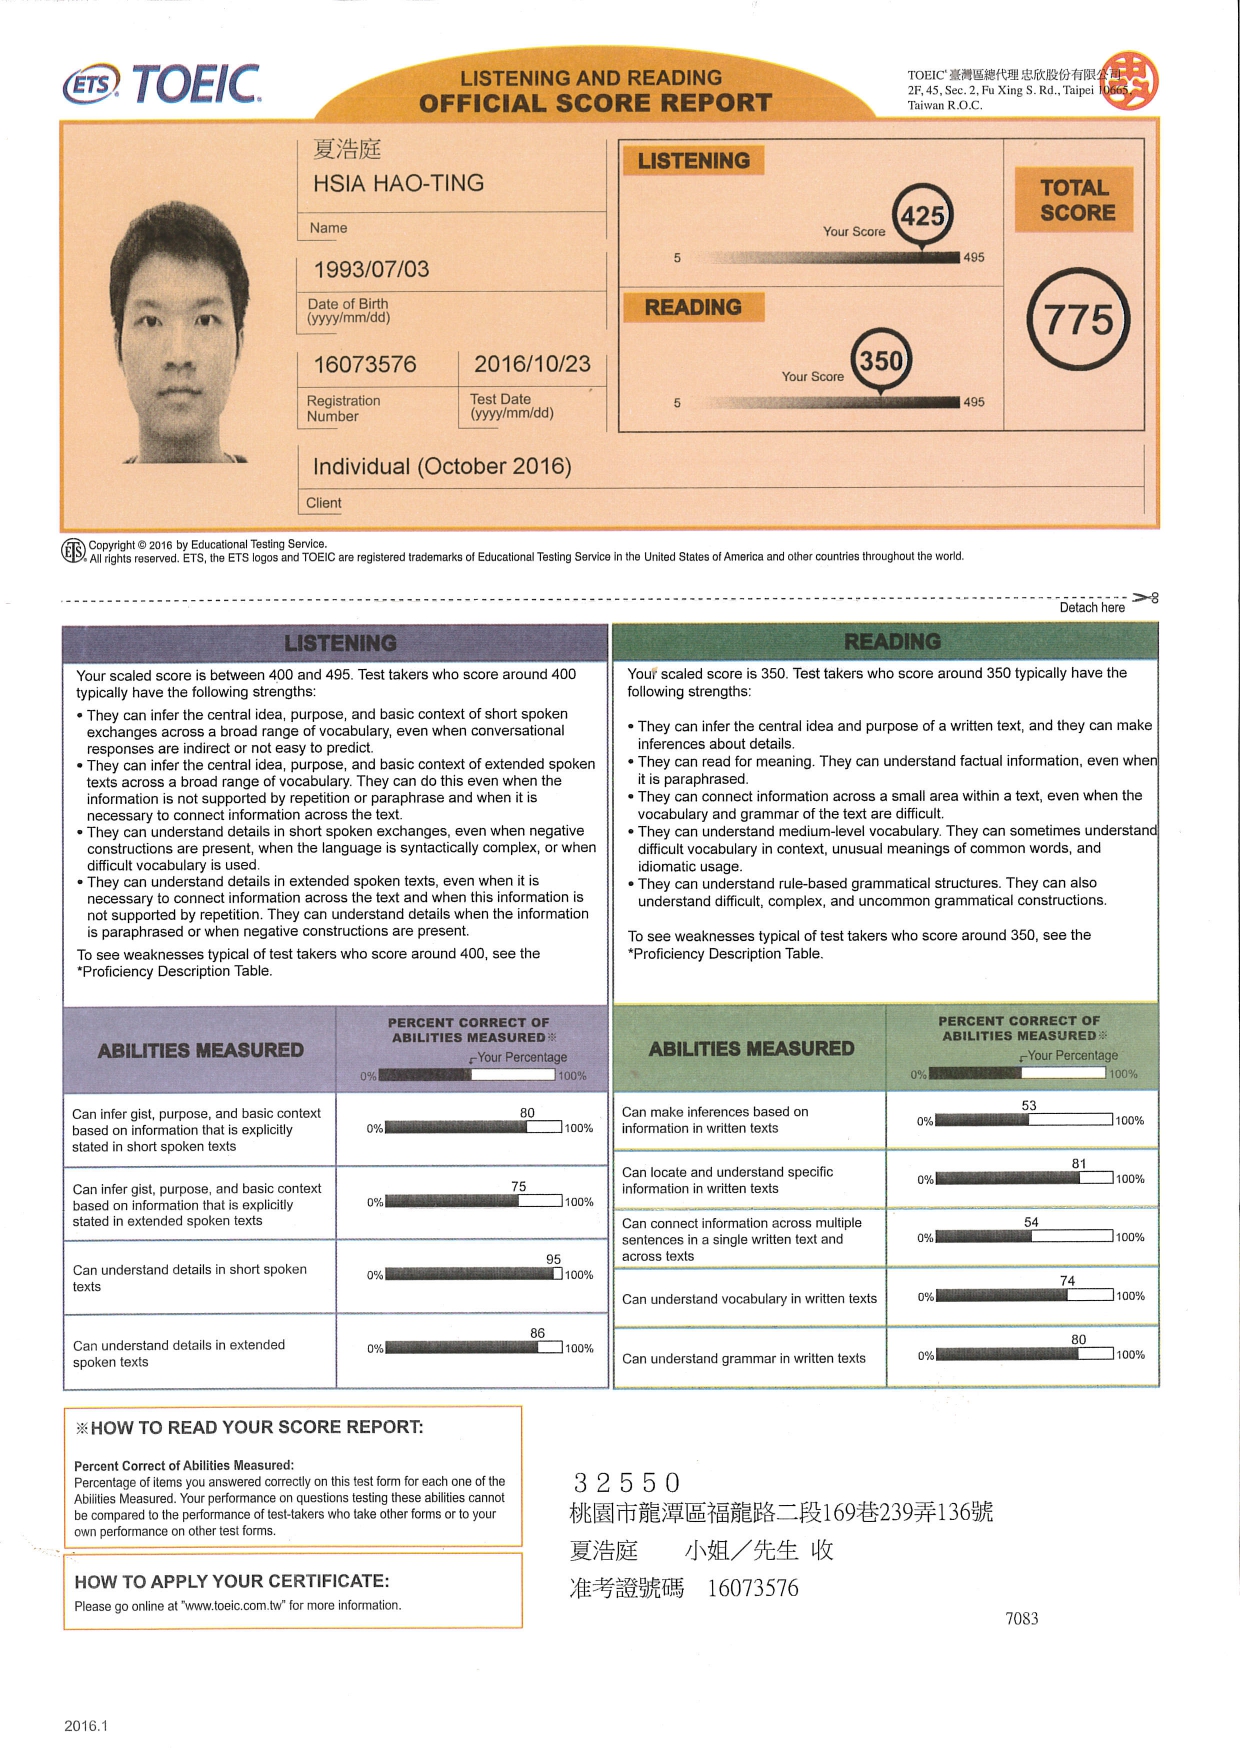 ETS TOEIC
LISTENING AND READING
OFFICIAL SCORE REPORT
TOEIC® 臺灣區總代理 忠欣股份有限公司
2F, 45, Sec. 2, Fu Xing S. Rd., Taipei 10665,
Taiwan R.O.C.
夏浩庭
HSIA HAO-TING
Name
1993/07/03
Date of Birth
(yyyy/mm/dd)
16073576
Registration
Number
2016/10/23
Test Date
(yyyy/mm/dd)
Individual (October 2016)
Client
LISTENING
Your Score
425
5
495
READING
Your Score
350
5
495
TOTAL
SCORE
775
ETS Copyright © 2016 by Educational Testing Service.
All rights reserved. ETS, the ETS logos and TOEIC are registered trademarks of Educational Testing Service in the United States of America and other countries throughout the world.
Detach here
LISTENING
Your scaled score is between 400 and 495. Test takers who score around 400
typically have the following strengths:
• They can infer the central idea, purpose, and basic context of short spoken
exchanges across a broad range of vocabulary, even when conversational
responses are indirect or not easy to predict.
• They can infer the central idea, purpose, and basic context of extended spoken
texts across a broad range of vocabulary. They can do this even when the
information is not supported by repetition or paraphrase and when it is
necessary to connect information across the text.
• They can understand details in short spoken exchanges, even when negative
constructions are present, when the language is syntactically complex, or when
difficult vocabulary is used.
• They can understand details in extended spoken texts, even when it is
necessary to connect information across the text and when this information is
not supported by repetition. They can understand details when the information
is paraphrased or when negative constructions are present.
To see weaknesses typical of test takers who score around 400, see the
*Proficiency Description Table.
READING
Your scaled score is 350. Test takers who score around 350 typically have the
following strengths:
• They can infer the central idea and purpose of a written text, and they can make
inferences about details.
• They can read for meaning. They can understand factual information, even when
it is paraphrased.
• They can connect information across a small area within a text, even when the
vocabulary and grammar of the text are difficult.
• They can understand medium-level vocabulary. They can sometimes understand
difficult vocabulary in context, unusual meanings of common words, and
idiomatic usage.
• They can understand rule-based grammatical structures. They can also
understand difficult, complex, and uncommon grammatical constructions.
To see weaknesses typical of test takers who score around 350, see the
*Proficiency Description Table.
ABILITIES MEASURED
PERCENT CORRECT OF
ABILITIES MEASURED※
Your Percentage
0% 100%
Can infer gist, purpose, and basic context
based on information that is explicitly
stated in short spoken texts
80
0% 100%
Can infer gist, purpose, and basic context
based on information that is explicitly
stated in extended spoken texts
75
0% 100%
Can understand details in short spoken
texts
95
0% 100%
Can understand details in extended
spoken texts
86
0% 100%
ABILITIES MEASURED
PERCENT CORRECT OF
ABILITIES MEASURED※
Your Percentage
0% 100%
Can make inferences based on
information in written texts
53
0% 100%
Can locate and understand specific
information in written texts
81
0% 100%
Can connect information across multiple
sentences in a single written text and
across texts
54
0% 100%
Can understand vocabulary in written texts
74
0% 100%
Can understand grammar in written texts
80
0% 100%
※HOW TO READ YOUR SCORE REPORT:
Percent Correct of Abilities Measured:
Percentage of items you answered correctly on this test form for each one of the
Abilities Measured. Your performance on questions testing these abilities cannot
be compared to the performance of test-takers who take other forms or to your
own performance on other test forms.
HOW TO APPLY YOUR CERTIFICATE:
Please go online at "www.toeic.com.tw" for more information.
32550
桃園市龍潭區福龍路二段169巷239弄136號
夏浩庭 小姐／先生 收
准考證號碼 16073576
7083
2016.1